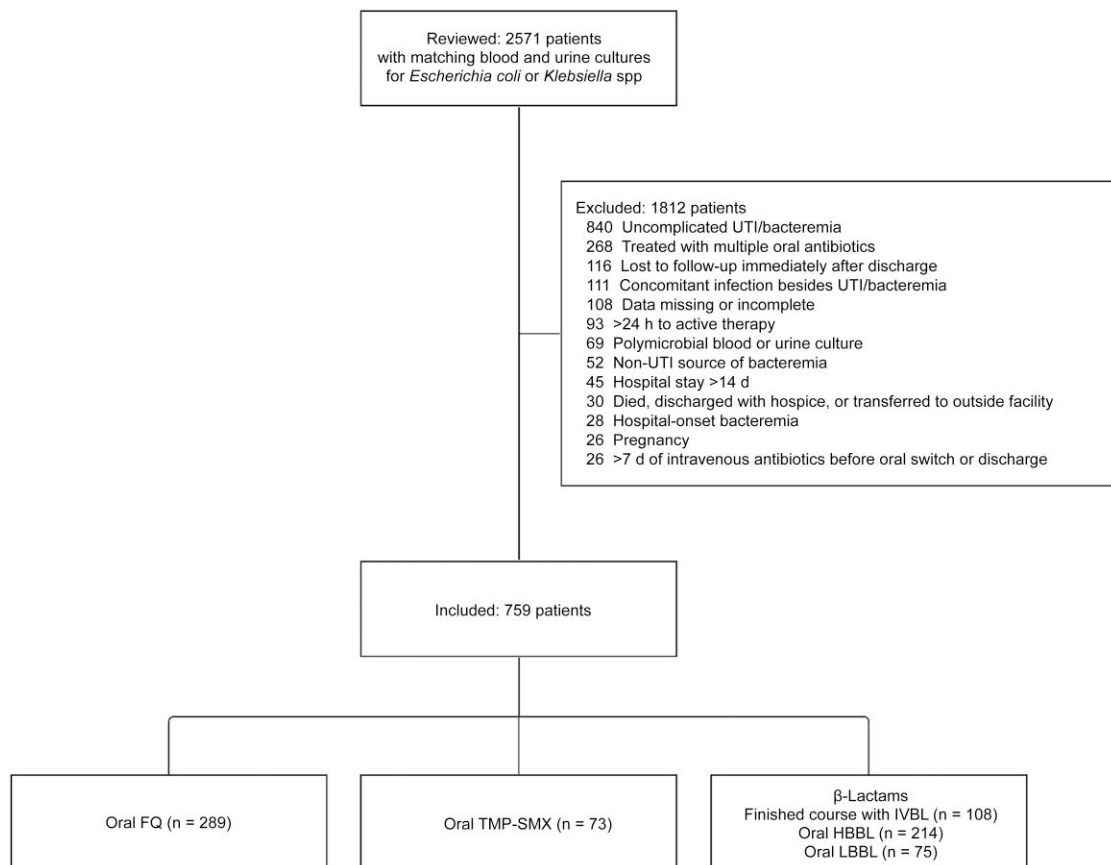 Reviewed: 2571 patients
with matching blood and urine cultures
for Escherichia coli or Klebsiella spp
Excluded: 1812 patients
840 Uncomplicated UTI/bacteremia
268 Treated with multiple oral antibiotics
116 Lost to follow-up immediately after discharge
111 Concomitant infection besides UTI/bacteremia
108 Data missing or incomplete
93 >24 h to active therapy
69 Polymicrobial blood or urine culture
52 Non-UTI source of bacteremia
45 Hospital stay >14 d
30 Died, discharged with hospice, or transferred to outside facility
28 Hospital-onset bacteremia
26 Pregnancy
26 >7 d of intravenous antibiotics before oral switch or discharge
Included: 759 patients
Oral FQ (n = 289)
Oral TMP-SMX (n = 73)
β-Lactams
Finished course with IVBL (n = 108)
Oral HBBL (n = 214)
Oral LBBL (n = 75)